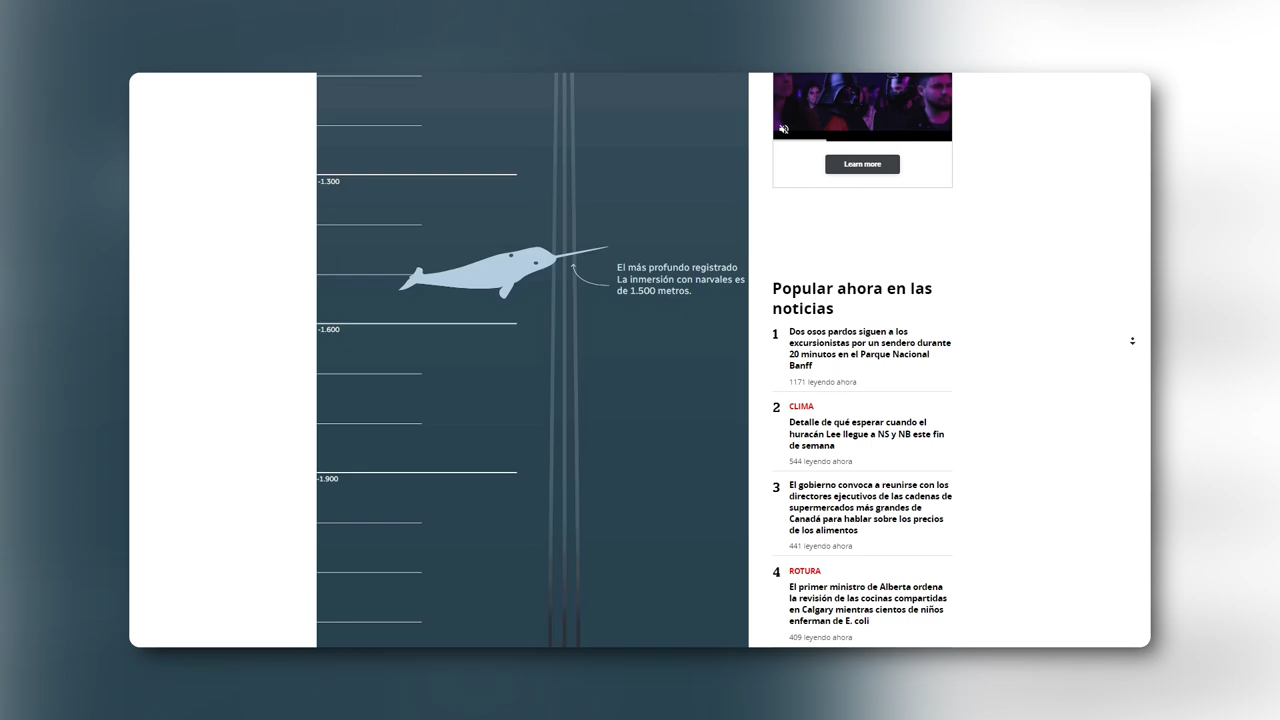 -1.300
El más profundo registrado
La inmersión con narvales es
de 1.500 metros.
-1.600
-1.900
Learn more
Popular ahora en las
noticias
1
Dos osos pardos siguen a los
excursionistas por un sendero durante
20 minutos en el Parque Nacional
Banff
1171 leyendo ahora
2
CLIMA
Detalle de qué esperar cuando el
huracán Lee llegue a NS y NB este fin
de semana
544 leyendo ahora
3
El gobierno convoca a reunirse con los
directores ejecutivos de las cadenas de
supermercados más grandes de
Canadá para hablar sobre los precios
de los alimentos
441 leyendo ahora
4
ROTURA
El primer ministro de Alberta ordena
la revisión de las cocinas compartidas
en Calgary mientras cientos de niños
enferman de E. coli
409 leyendo ahora